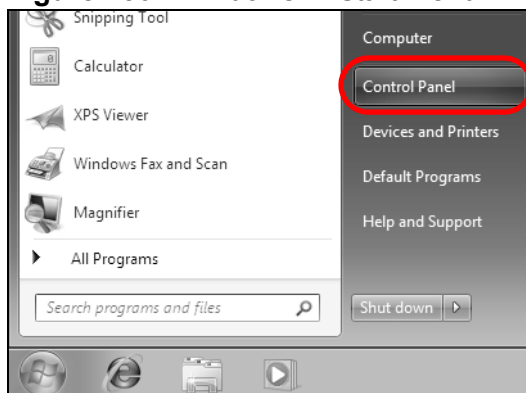 Snipping Tool
Calculator
XPS Viewer
Windows Fax and Scan
Magnifier
All Programs
Search programs and files
Computer
Control Panel
Devices and Printers
Default Programs
Help and Support
Shut down